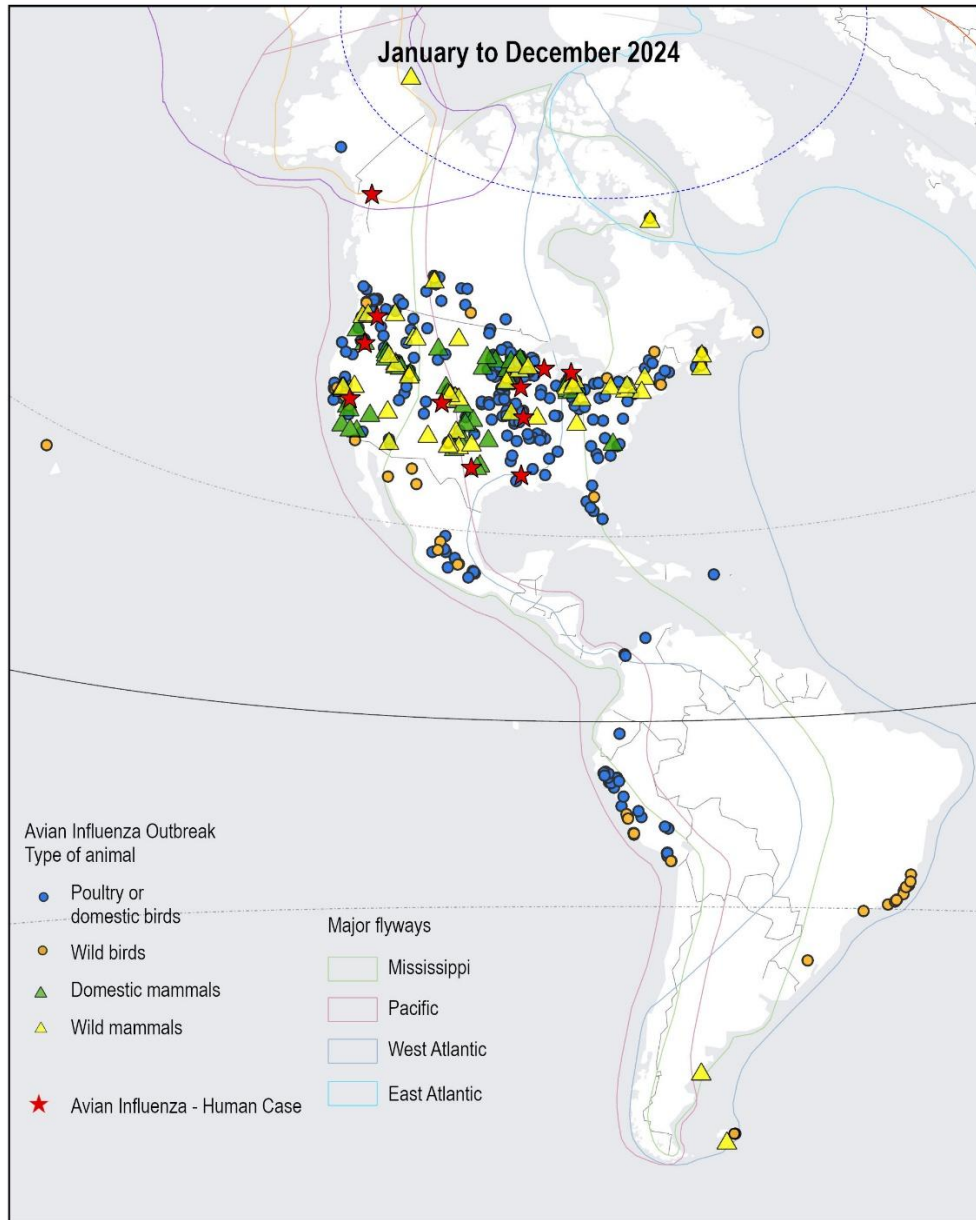 January to December 2024
Avian Influenza Outbreak
Type of animal
Poultry or
domestic birds
Wild birds
Domestic mammals
Wild mammals
Avian Influenza - Human Case
Major flyways
Mississippi
Pacific
West Atlantic
East Atlantic